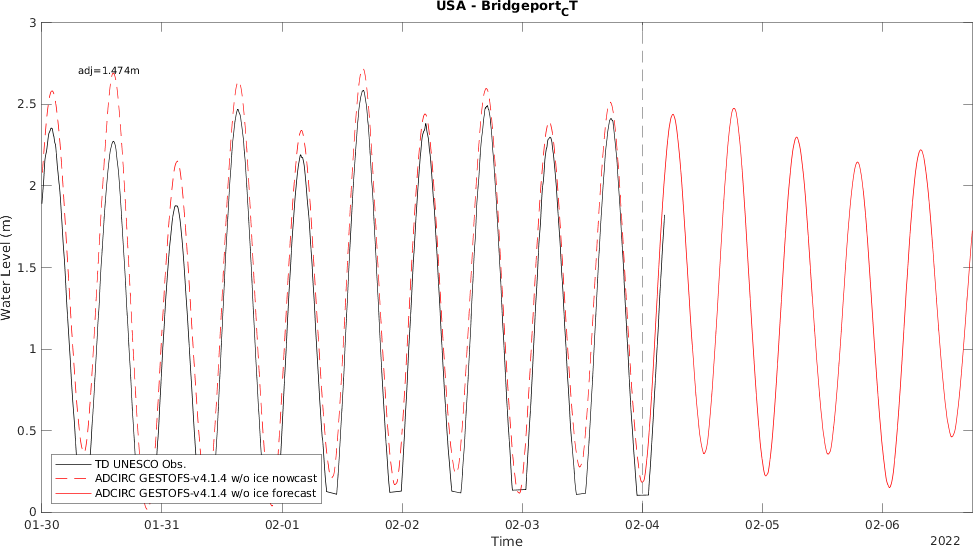 USA - Bridgeport_CT
3
adj=1.474m
2.5
2
1.5
1
0.5
0
Water Level (m)
TD UNESCO Obs.
ADCIRC GESTOFS-v4.1.4 w/o ice nowcast
ADCIRC GESTOFS-v4.1.4 w/o ice forecast
01-30 01-31 02-01 02-02 02-03 02-04 02-05 02-06
Time
2022